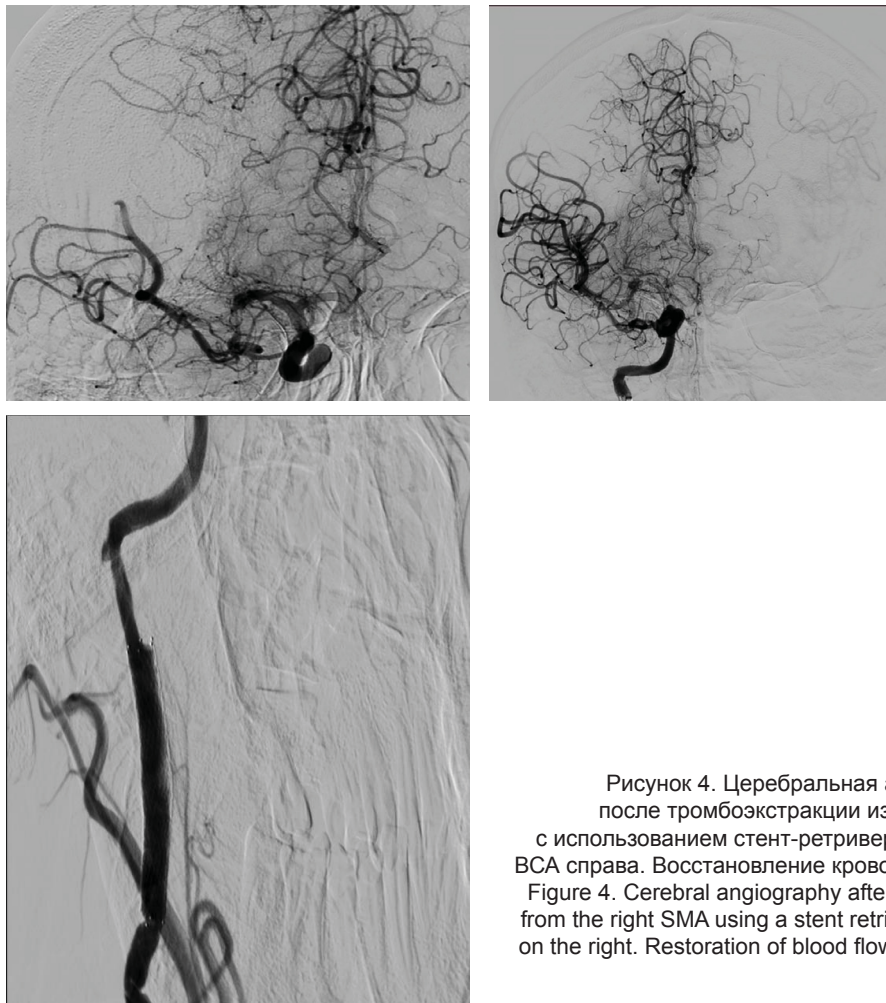 Рисунок 4. Церебральная
после тромбоэкстракции из
с использованием стент-ретривер
ВСА справа. Восстановление крово
Figure 4. Cerebral angiography afte
from the right SMA using a stent retri
on the right. Restoration of blood flow